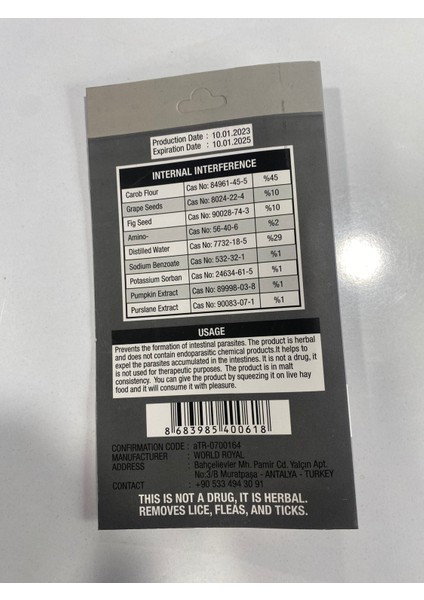 Production Date : 10.01.2023
Expiration Date : 10.01.2025
INTERNAL INTERFERENCE
Carob Flour Cas No: 84961-45-5 %45
Grape Seeds Cas No: 8024-22-4 %10
Fig Seed Cas No: 90028-74-3 %10
Amino- Cas No: 56-40-6 %2
Distilled Water Cas No: 7732-18-5 %29
Sodium Benzoate Cas No: 532-32-1 %1
Potassium Sorban Cas No: 24634-61-5 %1
Pumpkin Extract Cas No: 89998-03-8 %1
Purslane Extract Cas No: 90083-07-1 %1
USAGE
Prevents the formation of intestinal parasites. The product is herbal
and does not contain endoparasitic chemical products.It helps to
expel the parasites accumulated in the intestines. It is not a drug, it
is not used for therapeutic purposes. The product is in malt
consistency. You can give the product by squeezing it on live hay
food and it will consume it with pleasure.
8 683985 400618
CONFIRMATION CODE : aTR-0700164
MANUFACTURER : WORLD ROYAL
ADDRESS : Bahçelievler Mh. Pamir Cd. Yalçın Apt.
No:3/B Muratpaşa - ANTALYA - TURKEY
CONTACT : +90 533 494 30 91
THIS IS NOT A DRUG, IT IS HERBAL.
REMOVES LICE, FLEAS, AND TICKS.